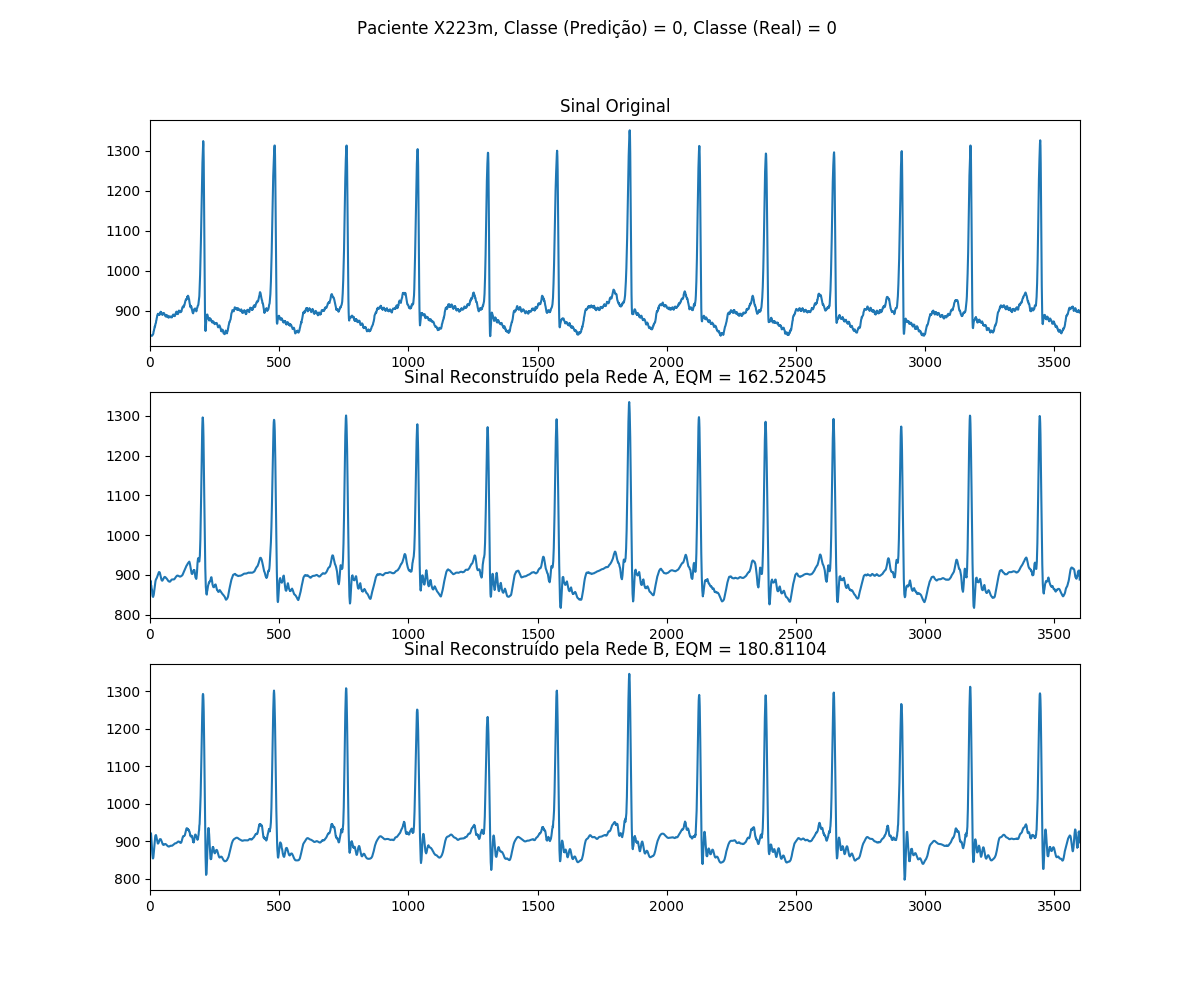 Paciente X223m, Classe (Predição) = 0, Classe (Real) = 0
Sinal Original
1300
1200
1100
1000
900
0 500 1000 1500 2000 2500 3000 3500
Sinal Reconstruído pela Rede A, EQM = 162.52045
1300
1200
1100
1000
900
800
0 500 1000 1500 2000 2500 3000 3500
Sinal Reconstruído pela Rede B, EQM = 180.81104
1300
1200
1100
1000
900
800
0 500 1000 1500 2000 2500 3000 3500